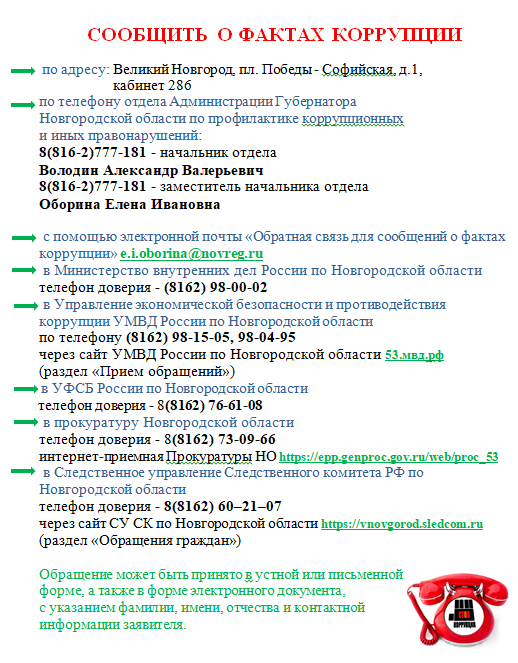 СООБЩИТЬ О ФАКТАХ КОРРУПЦИИ
по адресу: Великий Новгород, пл. Победы - Софийская, д.1,
кабинет 286
по телефону отдела Администрации Губернатора
Новгородской области по профилактике коррупционных
и иных правонарушений:
8(816-2)777-181 - начальник отдела
Володин Александр Валерьевич
8(816-2)777-181 - заместитель начальника отдела
Оборина Елена Ивановна
с помощью электронной почты «Обратная связь для сообщений о фактах
коррупции» e.i.oborina@novreg.ru
в Министерство внутренних дел России по Новгородской области
телефон доверия - (8162) 98-00-02
в Управление экономической безопасности и противодействия
коррупции УМВД России по Новгородской области
по телефону (8162) 98-15-05, 98-04-95
через сайт УМВД России по Новгородской области 53.мвд.рф
(раздел «Прием обращений»)
в УФСБ России по Новгородской области
телефон доверия - 8(8162) 76-61-08
в прокуратуру Новгородской области
телефон доверия - 8(8162) 73-09-66
интернет-приемная Прокуратуры НО https://epp.genproc.gov.ru/web/proc_53
в Следственное управление Следственного комитета РФ по
Новгородской области
телефон доверия - 8(8162) 60–21–07
через сайт СУ СК по Новгородской области https://vnovgorod.sledcom.ru
(раздел «Обращения граждан»)
Обращение может быть принято в устной или письменной
форме, а также в форме электронного документа,
с указанием фамилии, имени, отчества и контактной
информации заявителя.
СТОП
КОРРУПЦИЯ